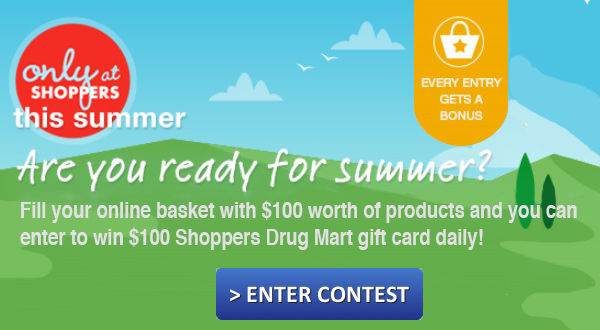 only at
SHOPPERS
this summer
EVERY ENTRY
GETS A
BONUS
Are you ready for summer?
Fill your online basket with $100 worth of products and you can
enter to win $100 Shoppers Drug Mart gift card daily!
> ENTER CONTEST